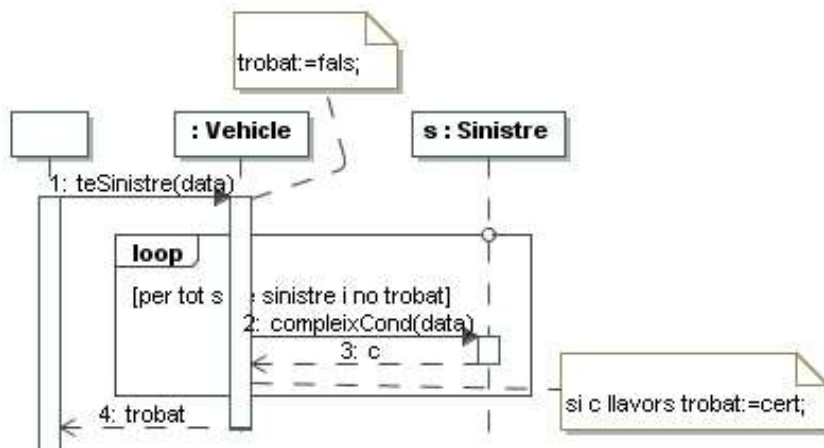 trobat:=fals;
: Vehicle
s : Sinistre
1: teSinistre(data)
loop
[per tot s e sinistre i no trobat]
2: compleixCond(data)
3: c
si c llavors trobat:=cert;
4: trobat